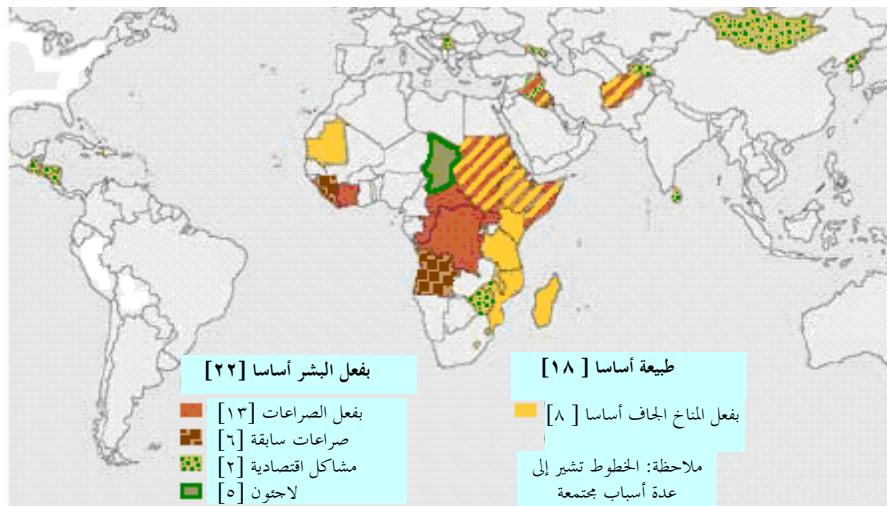 طبيعة أساسا [ ١٨]
بفعل المناخ الجاف أساسا [ ٨]
ملاحظة: الخطوط تشير إلى
عدة أسباب مجتمعة
بفعل البشر أساسا [٢٢]
بفعل الصراعات [١٣]
صراعات سابقة [٦]
مشاكل اقتصادية [٢]
لاجئون [٥]